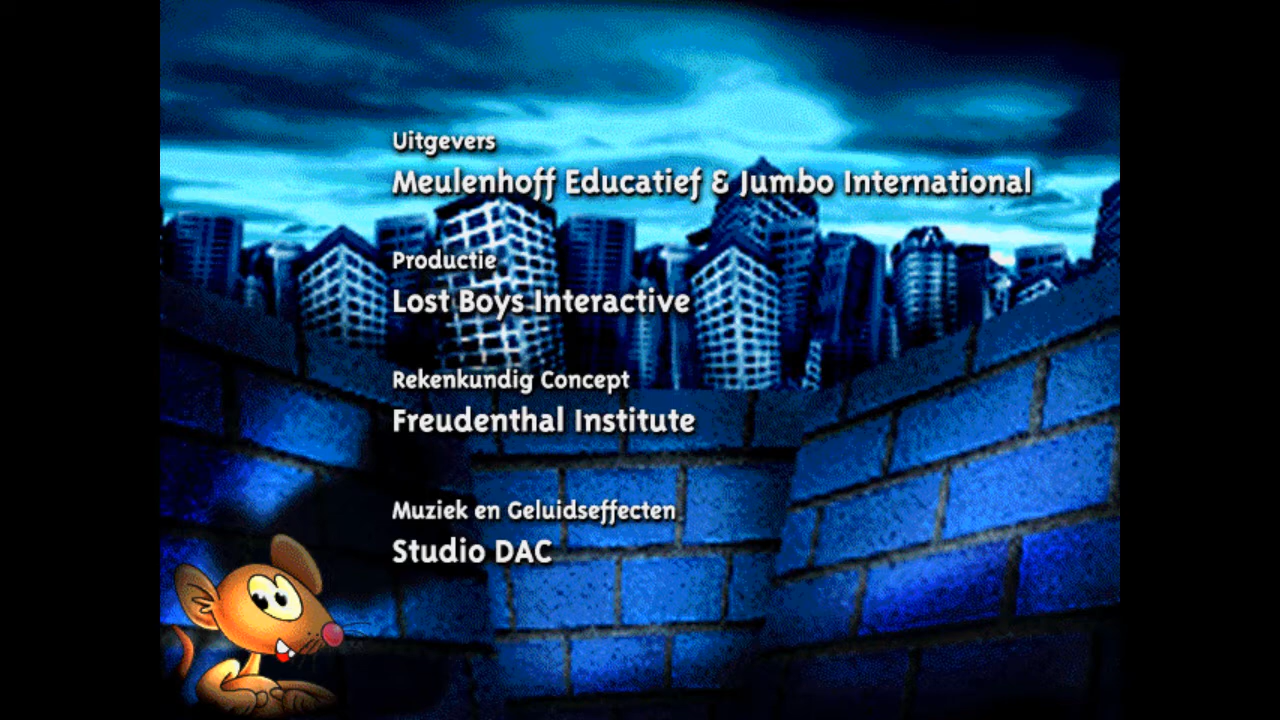 Uitgevers
Meulenhoff Educatief & Jumbo International
Productie
Lost Boys Interactive
Rekenkundig Concept
Freudenthal Institute
Muziek en Geluidseffecten
Studio DAC